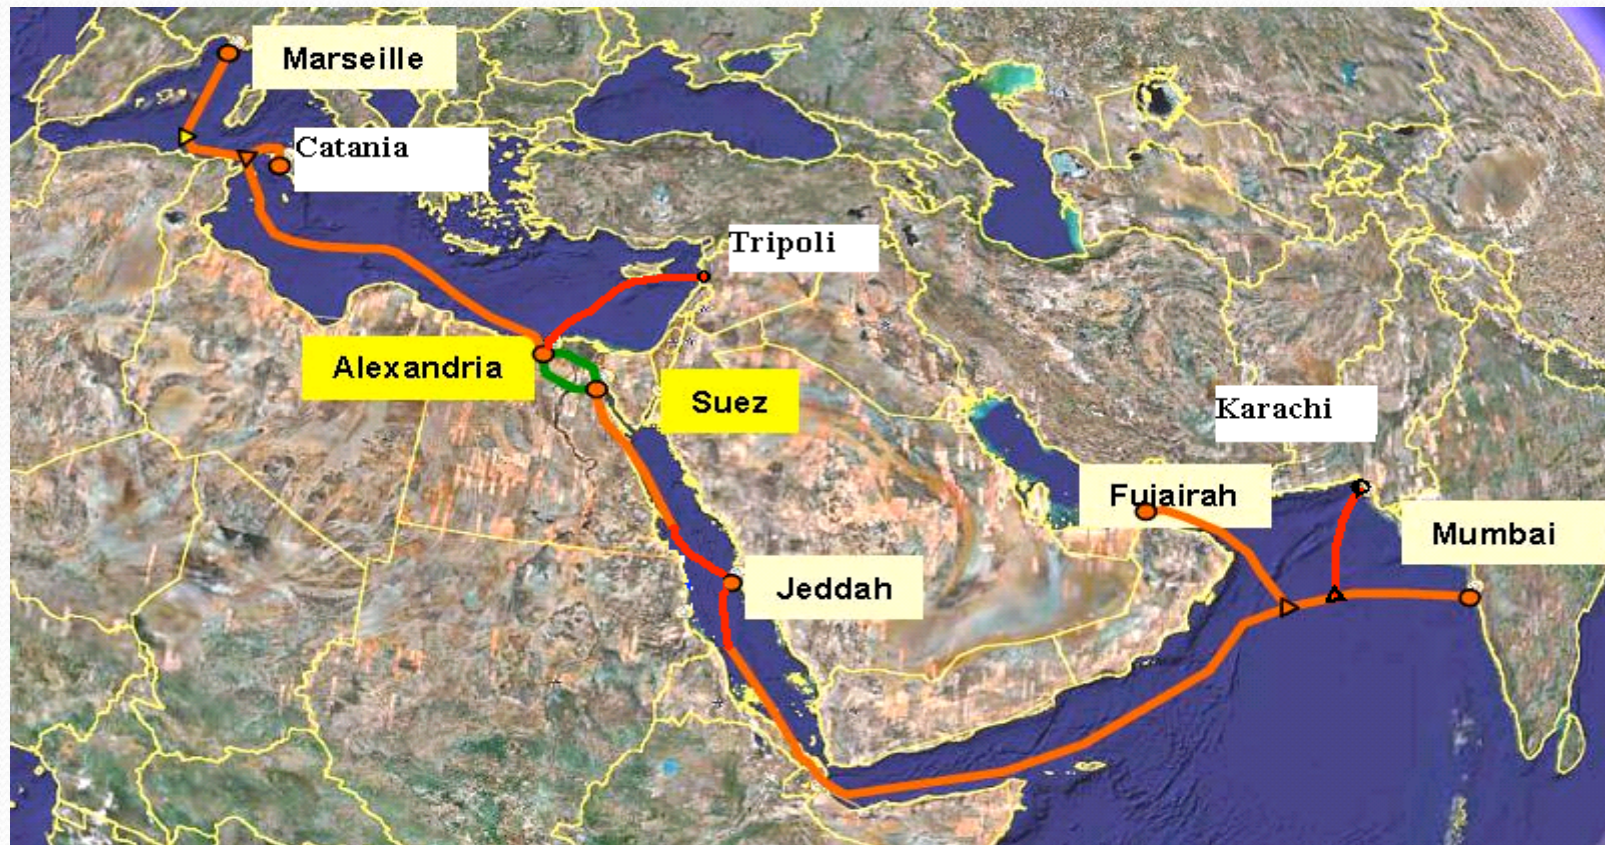 Marseille
Catania
Tripoli
Alexandria
Suez
Karachi
Fujairah
Mumbai
Jeddah